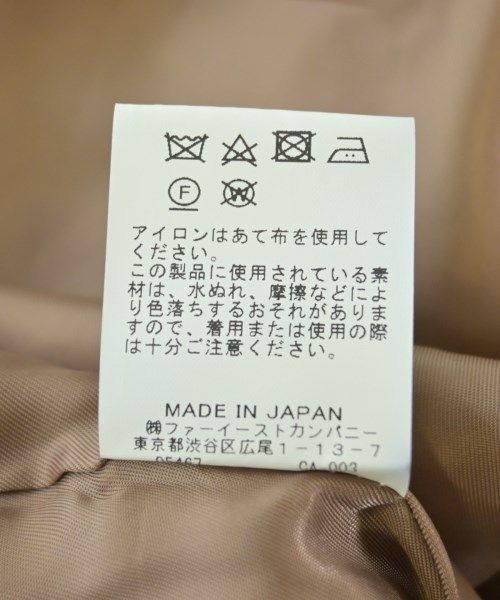 F
W
アイロンはあて布を使用して
ください。
この製品に使用されている素
材は、水ぬれ、摩擦などによ
り色落ちするおそれがありま
すので、着用または使用の際
は十分ご注意ください。
MADE IN JAPAN
㈱ファーイーストカンパニー
東京都渋谷区広尾1-13-7
CA 003